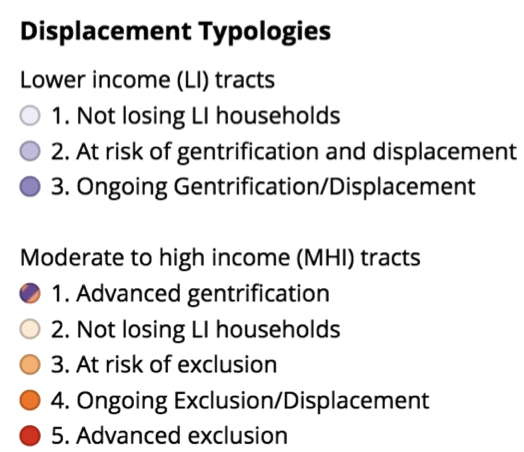 Displacement Typologies
Lower income (LI) tracts
1. Not losing LI households
2. At risk of gentrification and displacement
3. Ongoing Gentrification/Displacement
Moderate to high income (MHI) tracts
1. Advanced gentrification
2. Not losing LI households
3. At risk of exclusion
4. Ongoing Exclusion/Displacement
5. Advanced exclusion